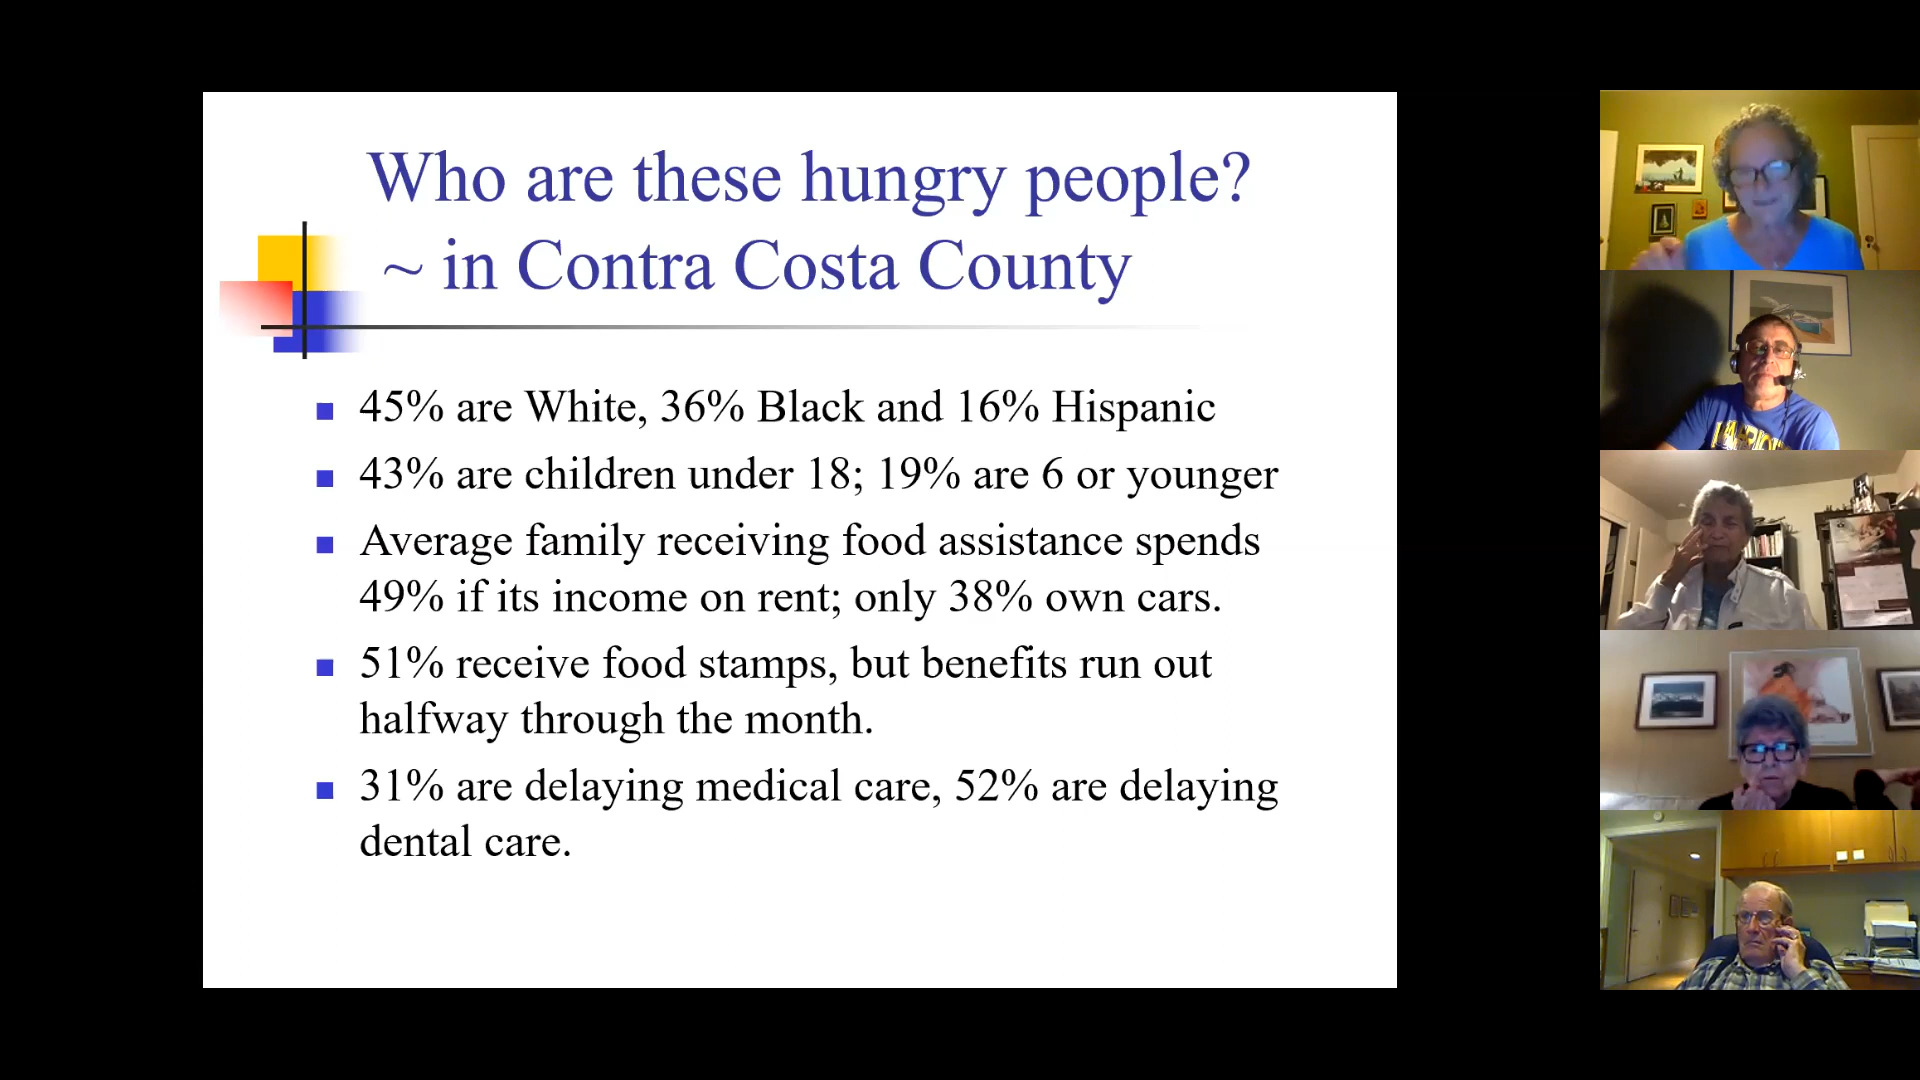 Who are these hungry people?
~ in Contra Costa County
45% are White, 36% Black and 16% Hispanic
43% are children under 18; 19% are 6 or younger
Average family receiving food assistance spends
49% if its income on rent; only 38% own cars.
51% receive food stamps, but benefits run out
halfway through the month.
31% are delaying medical care, 52% are delaying
dental care.